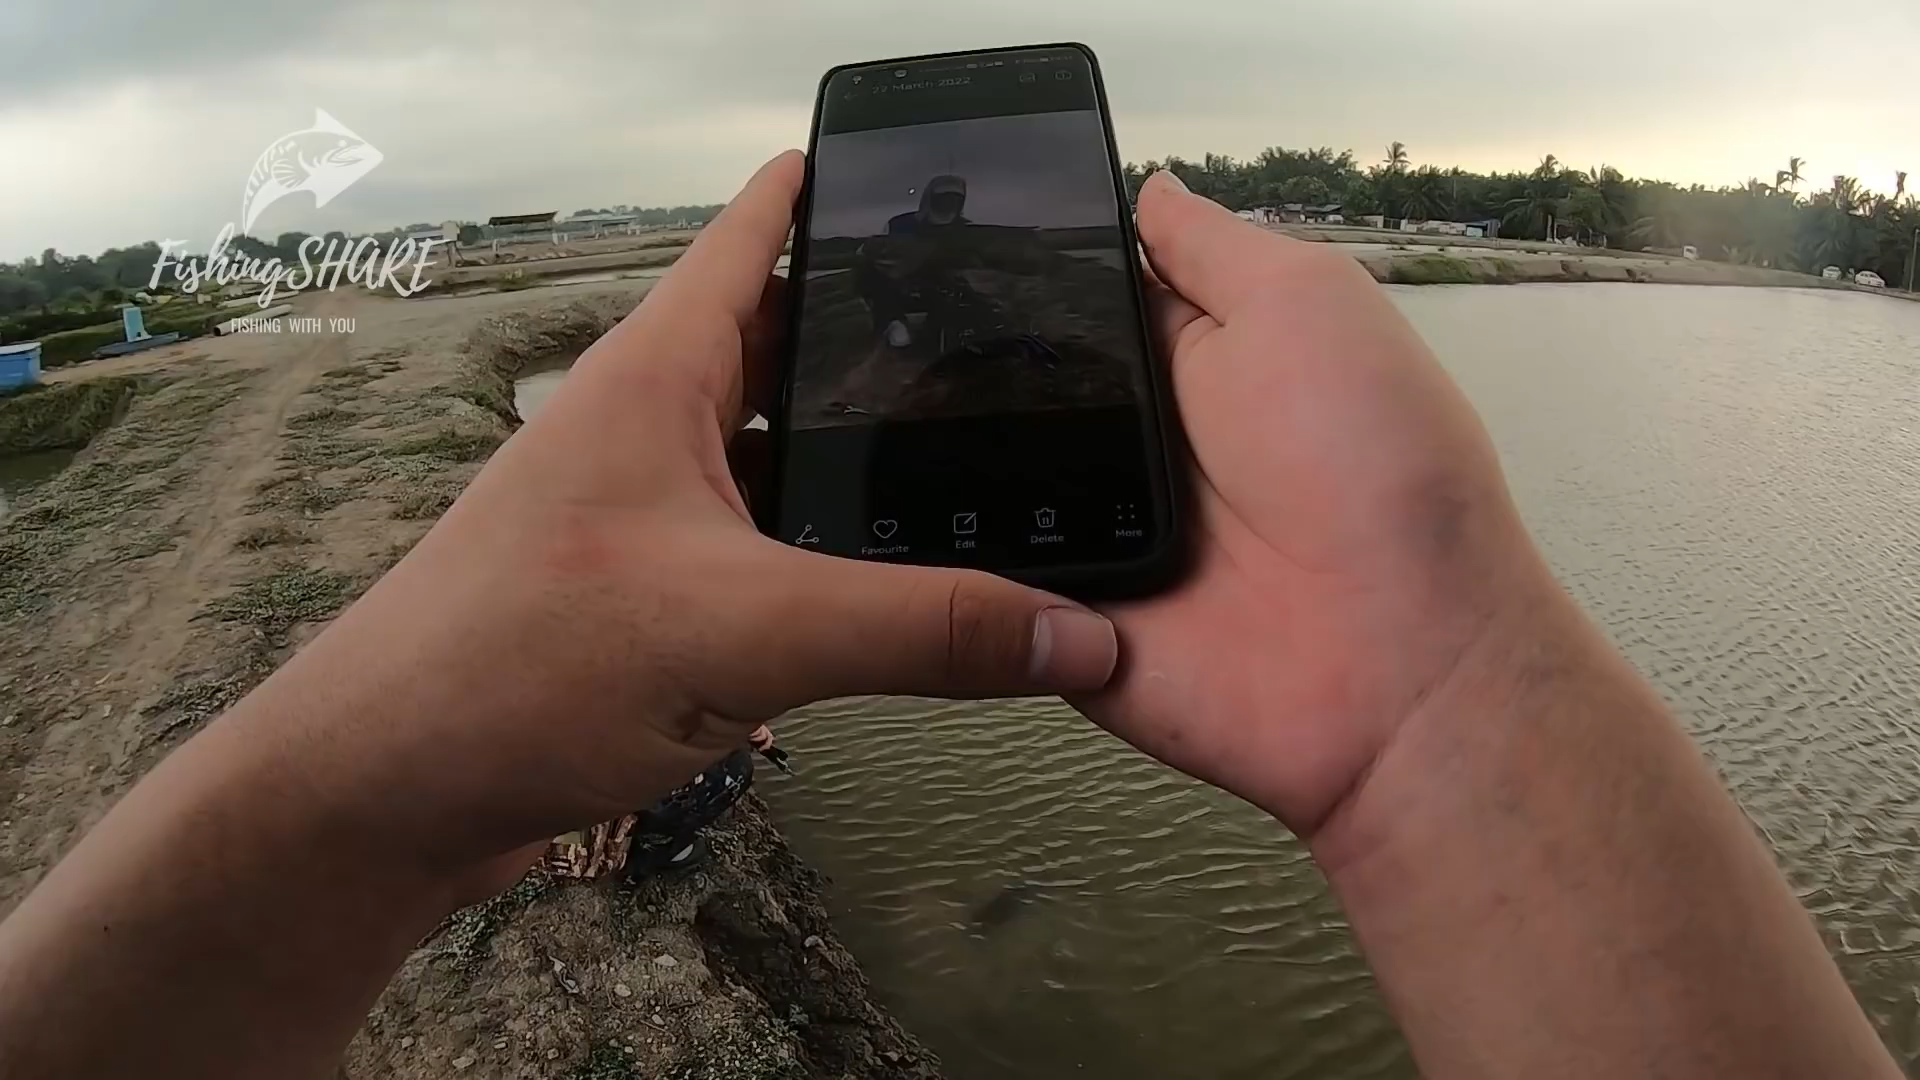 22 March 2022
FishingSHARE
FISHING WITH YOU
Favourite
Edit
Delete
More